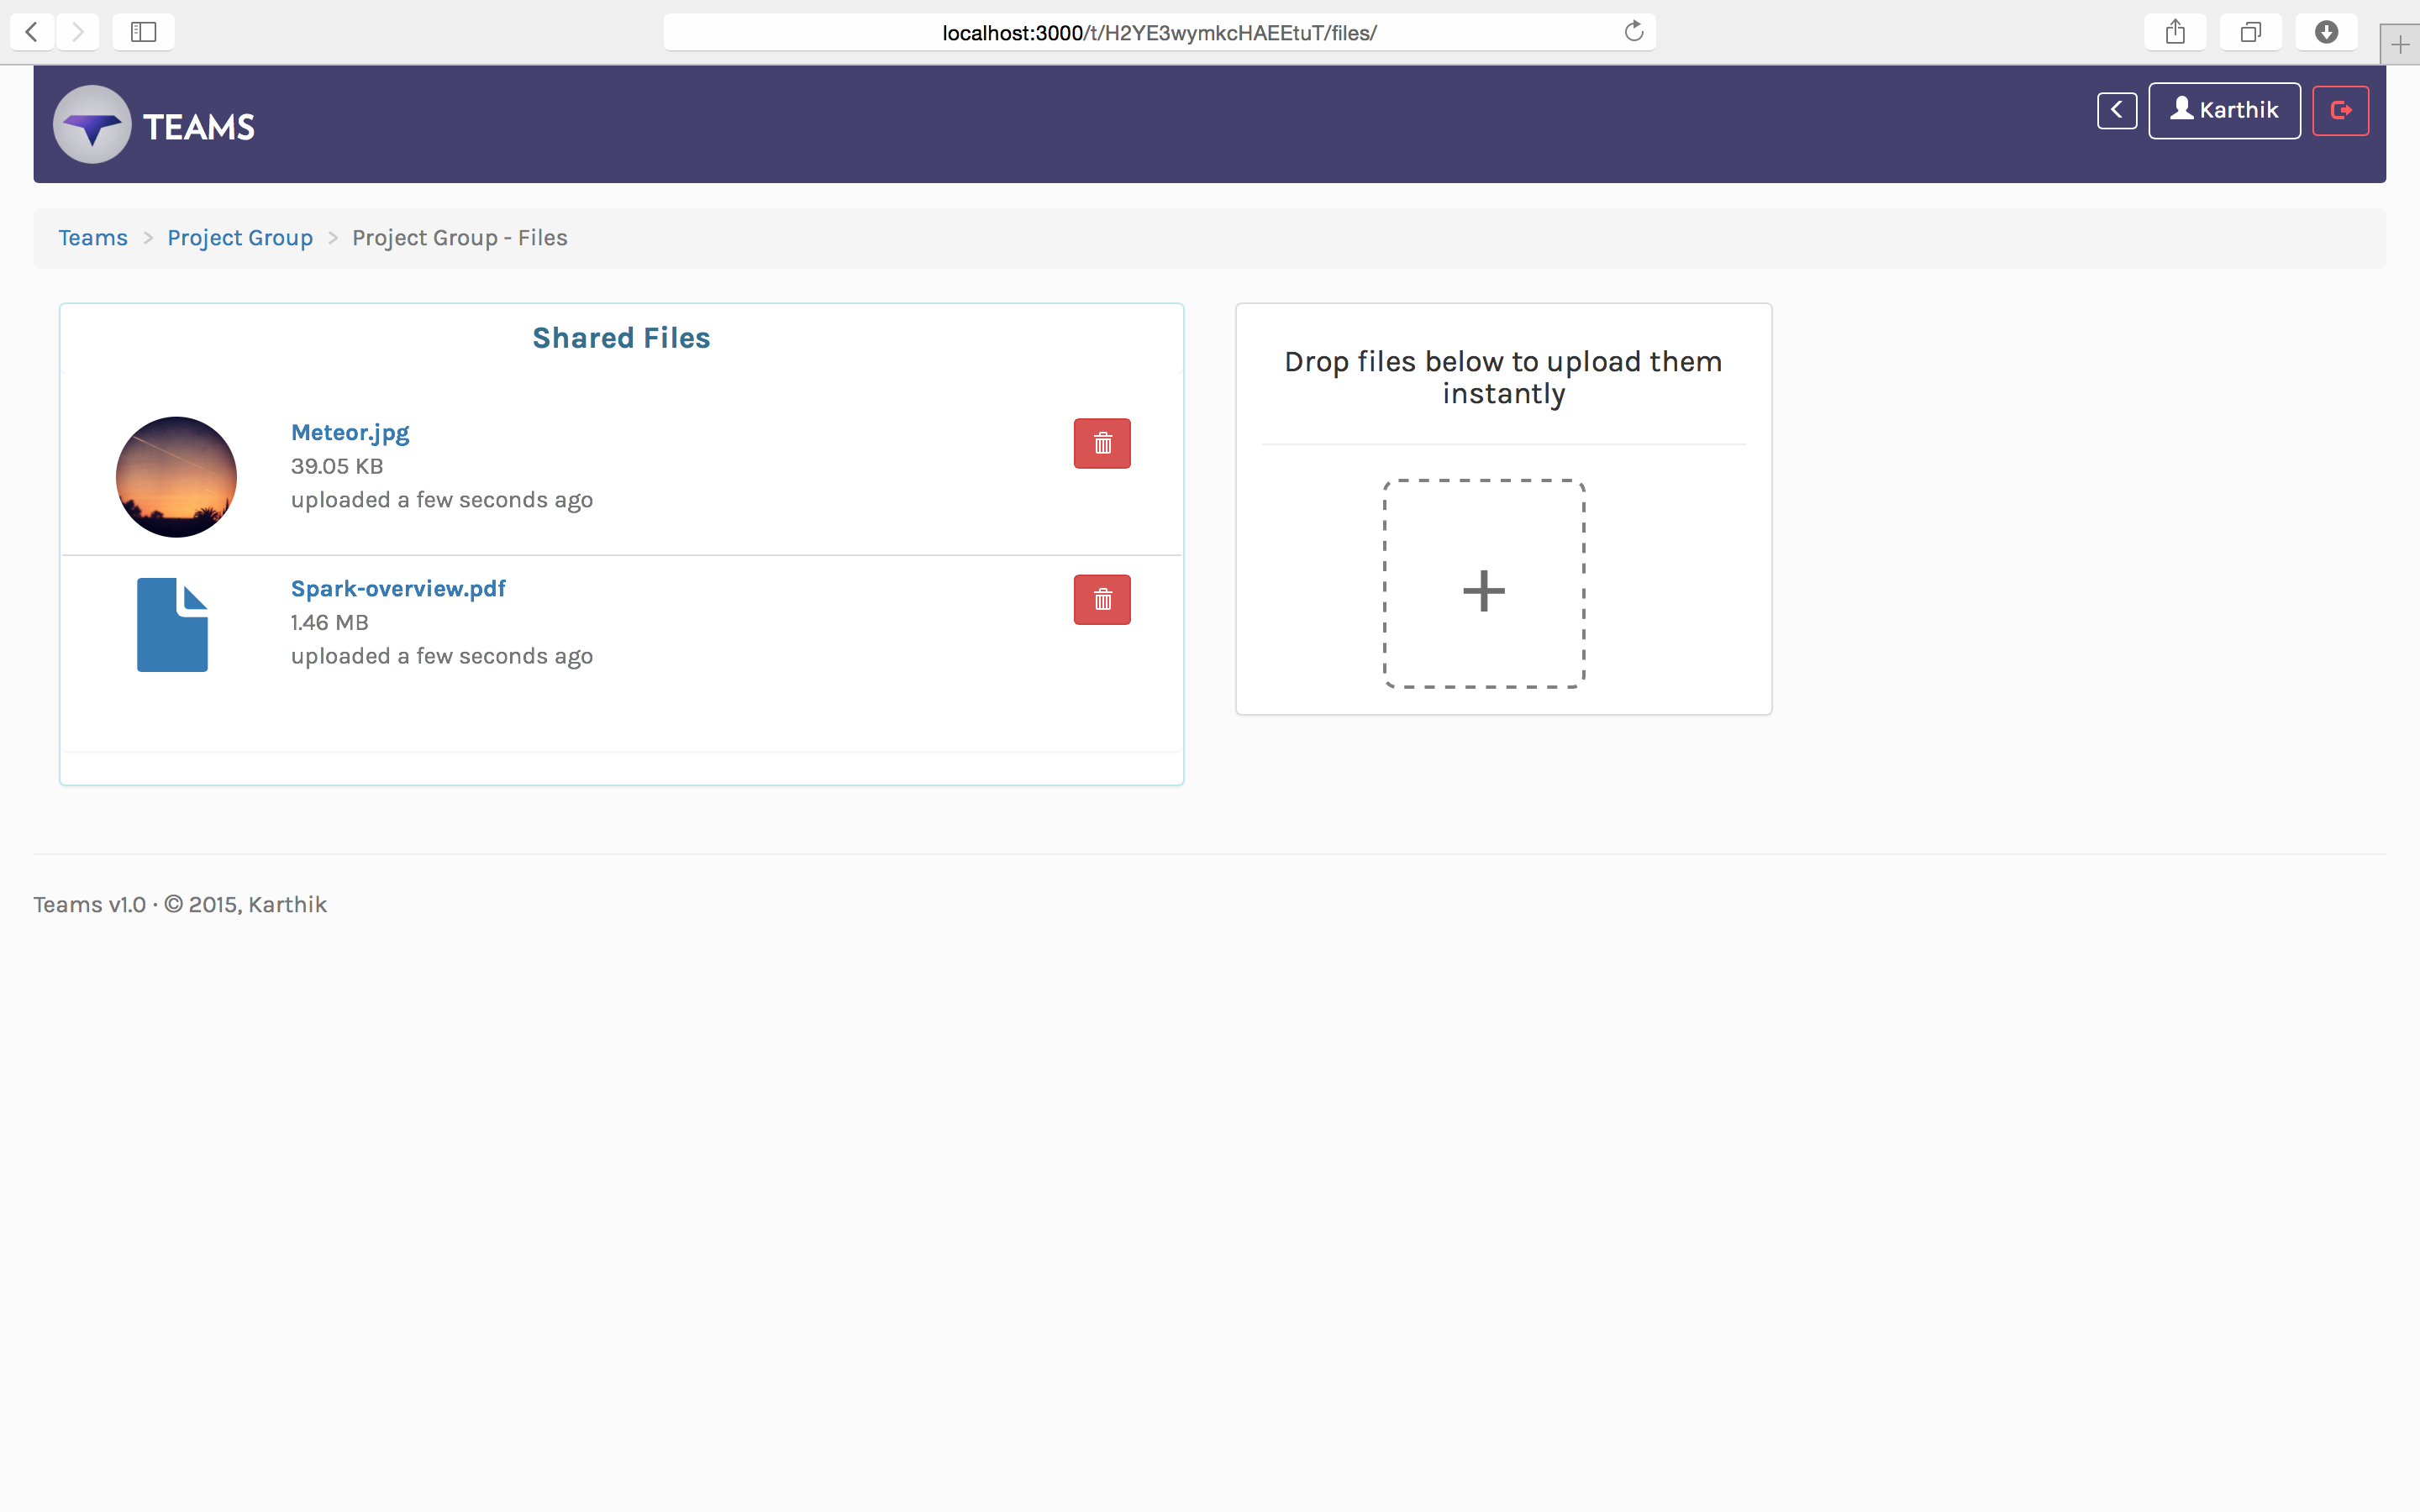 localhost:3000/t/H2YE3wymkcHAEEtuT/files/
TEAMS
Karthik
Teams > Project Group > Project Group - Files
Shared Files
Meteor.jpg
39.05 KB
uploaded a few seconds ago
Spark-overview.pdf
1.46 MB
uploaded a few seconds ago
Drop files below to upload them
instantly
Teams v1.0 · © 2015, Karthik